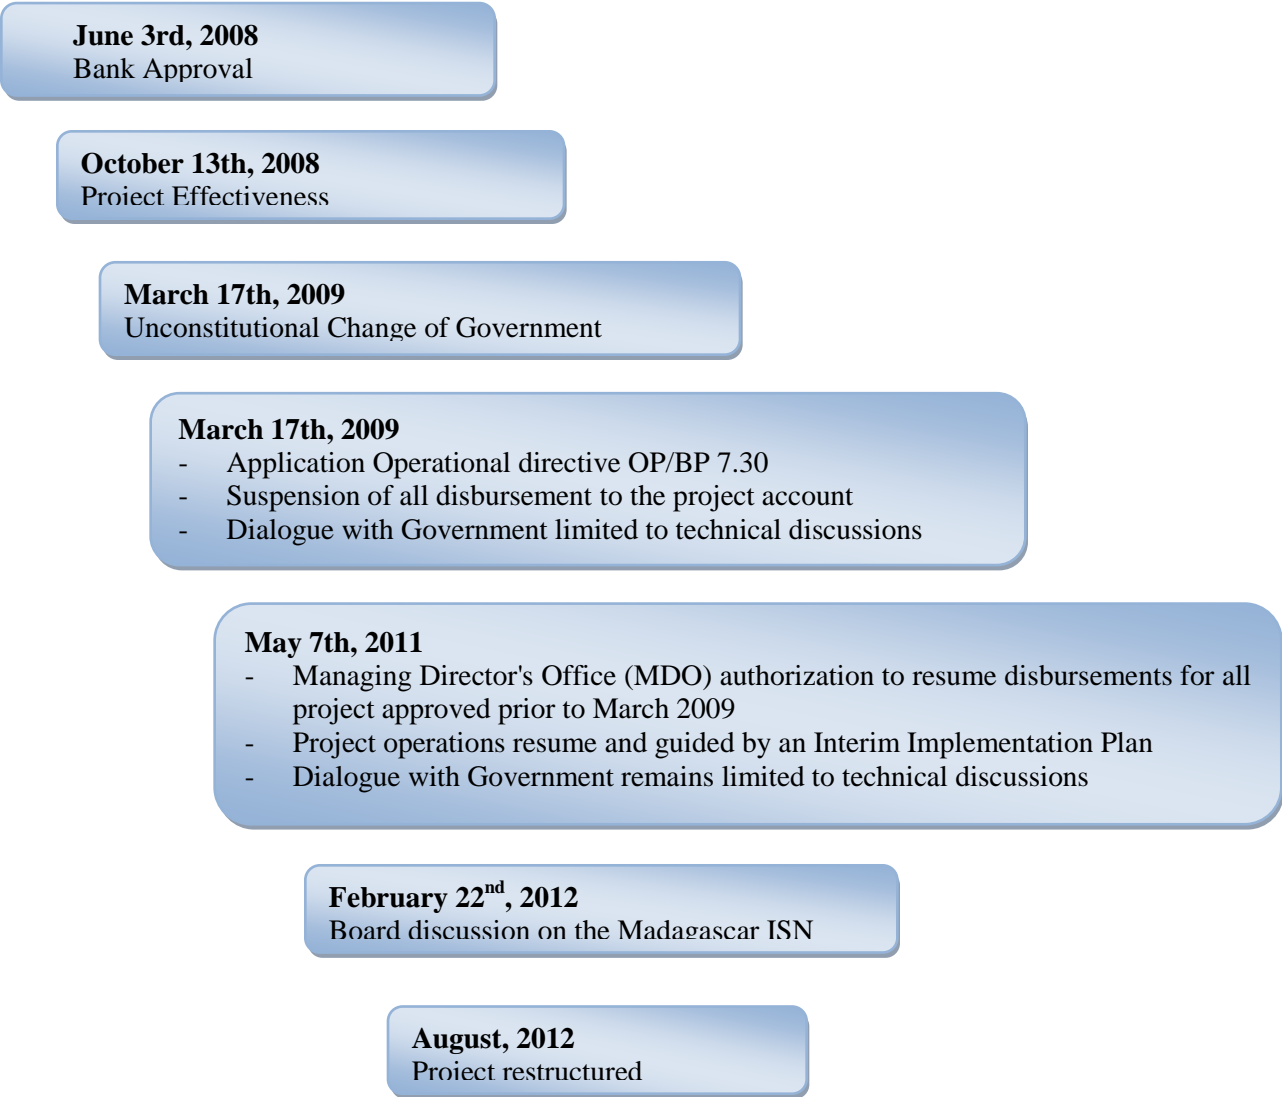 June 3rd, 2008
Bank Approval
October 13th, 2008
Project Effectiveness
March 17th, 2009
Unconstitutional Change of Government
March 17th, 2009
- Application Operational directive OP/BP 7.30
- Suspension of all disbursement to the project account
- Dialogue with Government limited to technical discussions
May 7th, 2011
- Managing Director's Office (MDO) authorization to resume disbursements for all
project approved prior to March 2009
- Project operations resume and guided by an Interim Implementation Plan
- Dialogue with Government remains limited to technical discussions
February 22nd, 2012
Board discussion on the Madagascar ISN
August, 2012
Project restructured